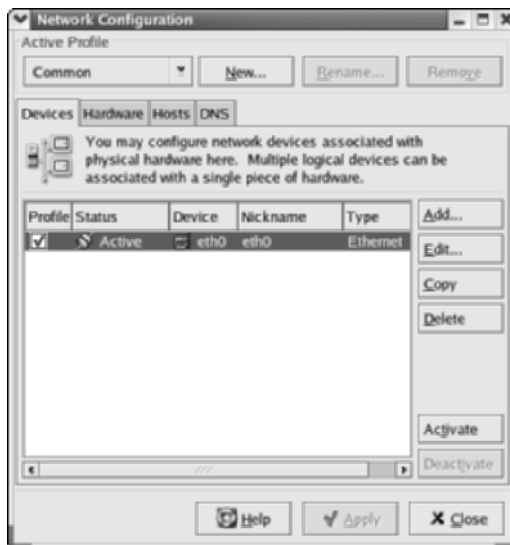 Network Configuration
Active Profile
Common
New...
Rename...
Remove
Devices
Hardware
Hosts
DNS
You may configure network devices associated with
physical hardware here. Multiple logical devices can be
associated with a single piece of hardware.
Profile Status Device Nickname Type
Active eth0 eth0 Ethernet
Add...
Edit...
Copy
Delete
Activate
Deactivate
Help
Apply
Close